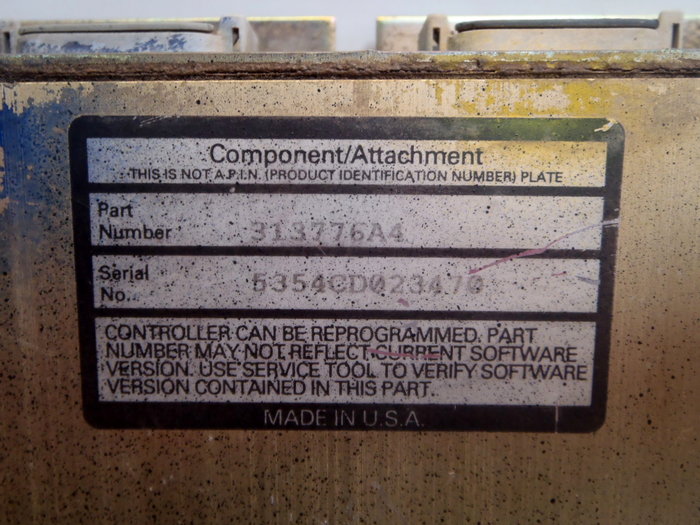 Component/Attachment
THIS IS NOT A P.I.N. (PRODUCT IDENTIFICATION NUMBER) PLATE
Part
Number 313776A4
Serial
No. 5354CD023470
CONTROLLER CAN BE REPROGRAMMED. PART
NUMBER MAY NOT REFLECT CURRENT SOFTWARE
VERSION. USE SERVICE TOOL TO VERIFY SOFTWARE
VERSION CONTAINED IN THIS PART.
MADE IN U.S.A.